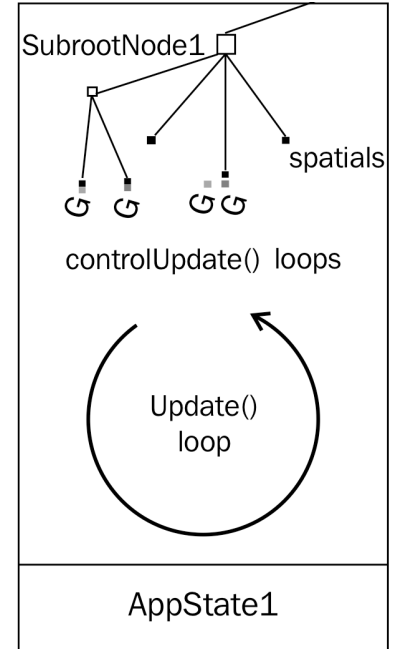 SubrootNode1
spatials
G G G G
controlUpdate() loops
Update()
loop
AppState1